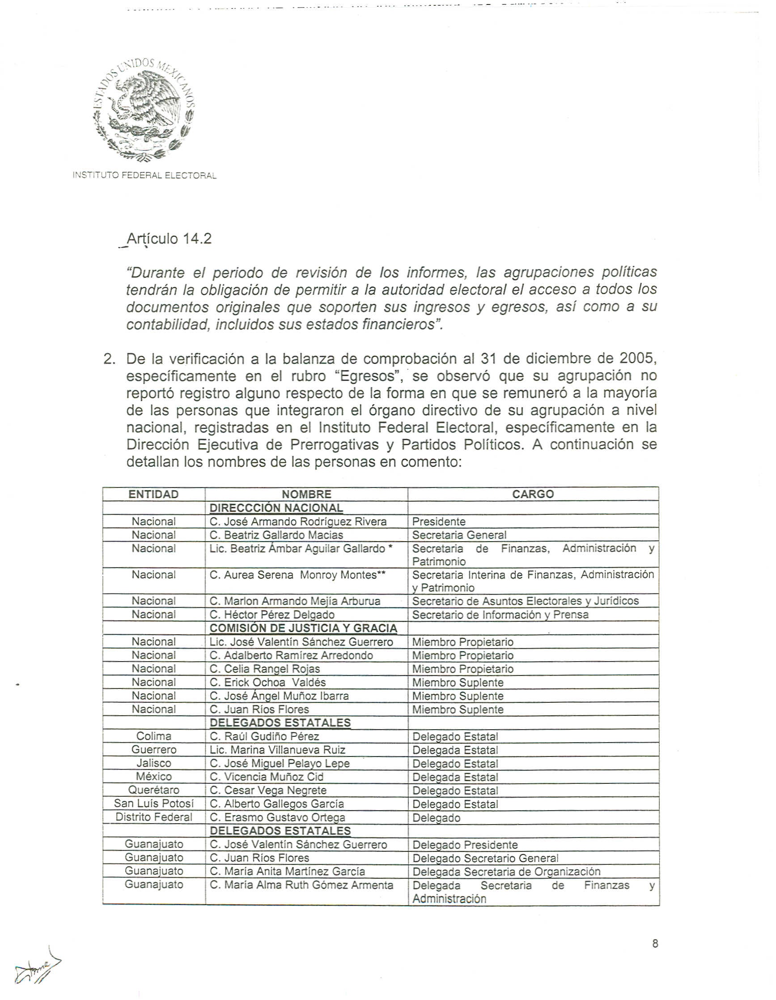 ESTADOS UNIDOS MEXICANOS
INSTITUTO FEDERAL ELECTORAL
Artículo 14.2
“Durante el periodo de revisión de los informes, las agrupaciones políticas
tendrán la obligación de permitir a la autoridad electoral el acceso a todos los
documentos originales que soporten sus ingresos y egresos, así como a su
contabilidad, incluidos sus estados financieros”.
2. De la verificación a la balanza de comprobación al 31 de diciembre de 2005,
específicamente en el rubro “Egresos”, se observó que su agrupación no
reportó registro alguno respecto de la forma en que se remuneró a la mayoría
de las personas que integraron el órgano directivo de su agrupación a nivel
nacional, registradas en el Instituto Federal Electoral, específicamente en la
Dirección Ejecutiva de Prerrogativas y Partidos Políticos. A continuación se
detallan los nombres de las personas en comento:
ENTIDAD NOMBRE CARGO
DIRECCCIÓN NACIONAL
Nacional C. José Armando Rodríguez Rivera Presidente
Nacional C. Beatriz Gallardo Macias Secretaria General
Nacional Lic. Beatriz Ámbar Aguilar Gallardo * Secretaria de Finanzas, Administración y
Patrimonio
Nacional C. Aurea Serena Monroy Montes** Secretaria Interina de Finanzas, Administración
y Patrimonio
Nacional C. Marlon Armando Mejía Arburua Secretario de Asuntos Electorales y Jurídicos
Nacional C. Héctor Pérez Delgado Secretario de Información y Prensa
COMISIÓN DE JUSTICIA Y GRACIA
Nacional Lic. José Valentín Sánchez Guerrero Miembro Propietario
Nacional C. Adalberto Ramírez Arredondo Miembro Propietario
Nacional C. Celia Rangel Rojas Miembro Propietario
Nacional C. Erick Ochoa Valdés Miembro Suplente
Nacional C. José Ángel Muñoz Ibarra Miembro Suplente
Nacional C. Juan Ríos Flores Miembro Suplente
DELEGADOS ESTATALES
Colima C. Raúl Gudiño Pérez Delegado Estatal
Guerrero Lic. Marina Villanueva Ruiz Delegada Estatal
Jalisco C. José Miguel Pelayo Lepe Delegado Estatal
México C. Vicencia Muñoz Cid Delegada Estatal
Querétaro C. Cesar Vega Negrete Delegado Estatal
San Luís Potosí C. Alberto Gallegos García Delegado Estatal
Distrito Federal C. Erasmo Gustavo Ortega Delegado
DELEGADOS ESTATALES
Guanajuato C. José Valentín Sánchez Guerrero Delegado Presidente
Guanajuato C. Juan Ríos Flores Delegado Secretario General
Guanajuato C. María Anita Martínez García Delegada Secretaria de Organización
Guanajuato C. María Alma Ruth Gómez Armenta Delegada Secretaria de Finanzas y
Administración
8